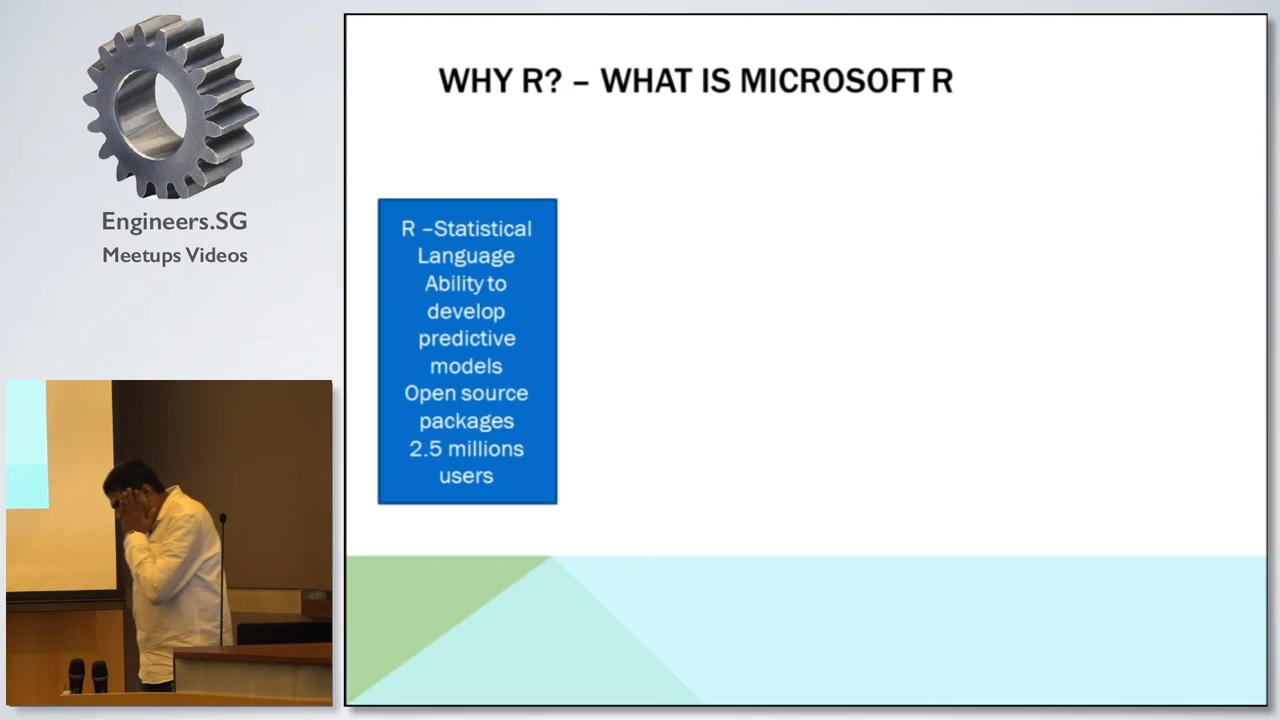 Engineers.SG
Meetups Videos
WHY R? – WHAT IS MICROSOFT R
R –Statistical
Language
Ability to
develop
predictive
models
Open source
packages
2.5 millions
users